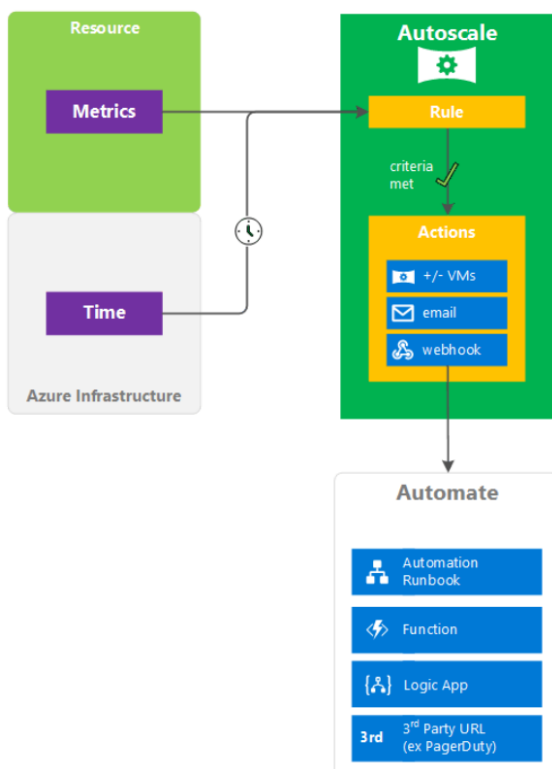 Resource
Metrics
Time
Azure Infrastructure
Autoscale
Rule
criteria
met
Actions
+/- VMs
email
webhook
Automate
Automation
Runbook
Function
Logic App
3rd
3rd Party URL
(ex PagerDuty)